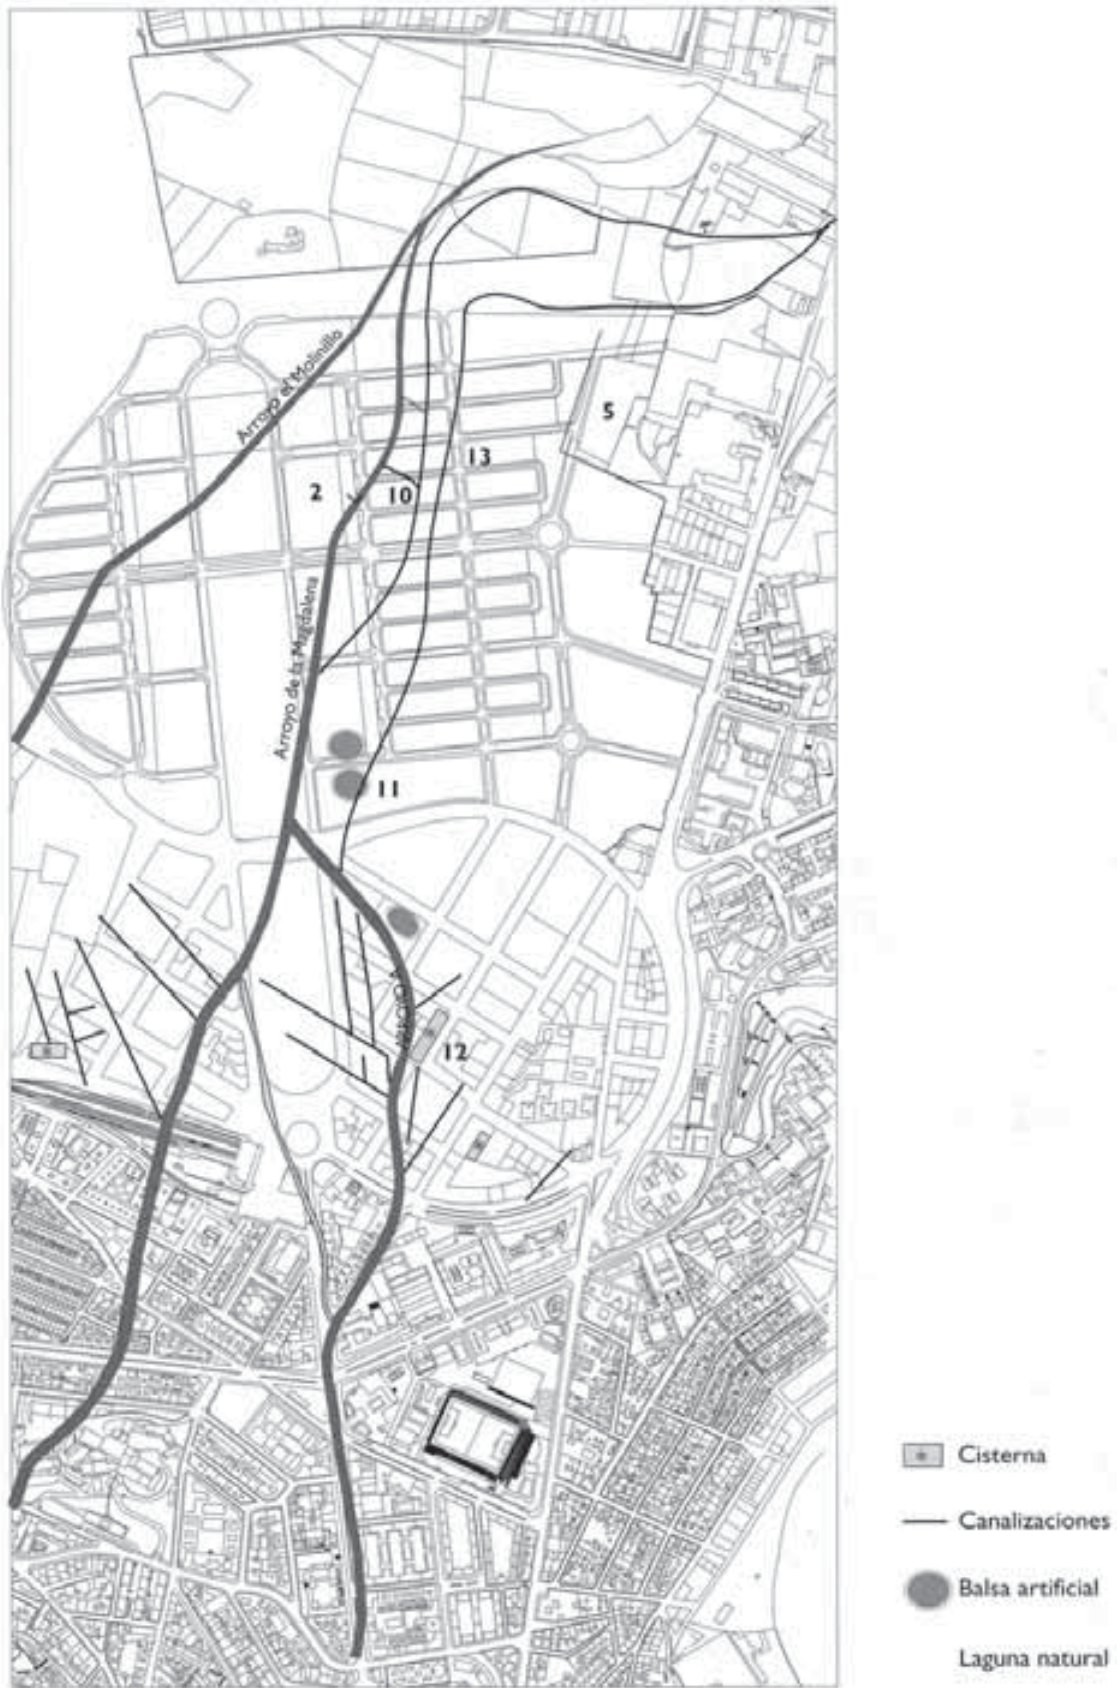 Arroyo el Molinillo
5
13
2
10
Arroyo de la Magdalena
11
12
Cisterna
Canalizaciones
Balsa artificial
Laguna natural